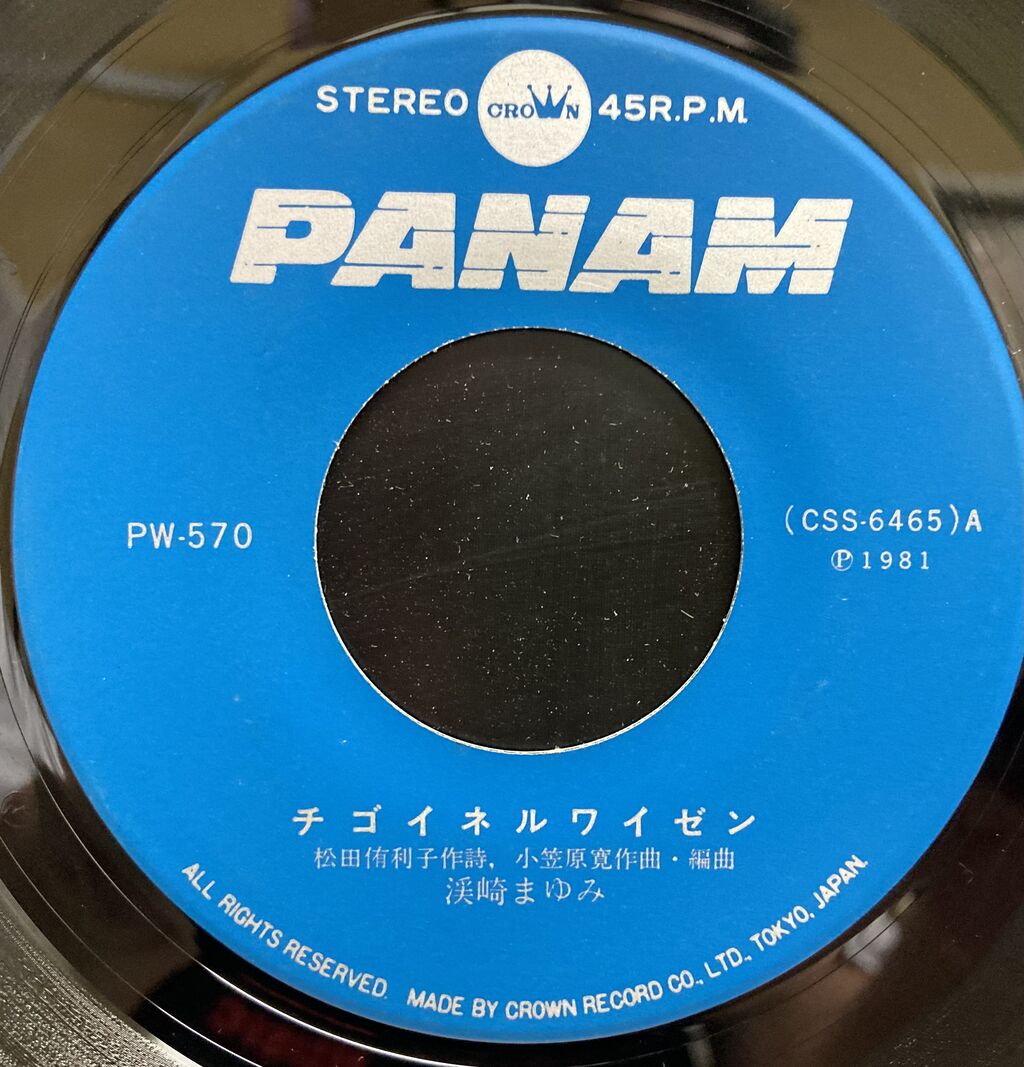 STEREO CROWN 45R.P.M.
PANAM
PW-570
(CSS-6465)A
Ⓟ1981
チゴイネルワイゼン
松田侑利子作詩, 小笠原寛作曲・編曲
渓崎まゆみ
ALL RIGHTS RESERVED. MADE BY CROWN RECORD CO., LTD., TOKYO, JAPAN.